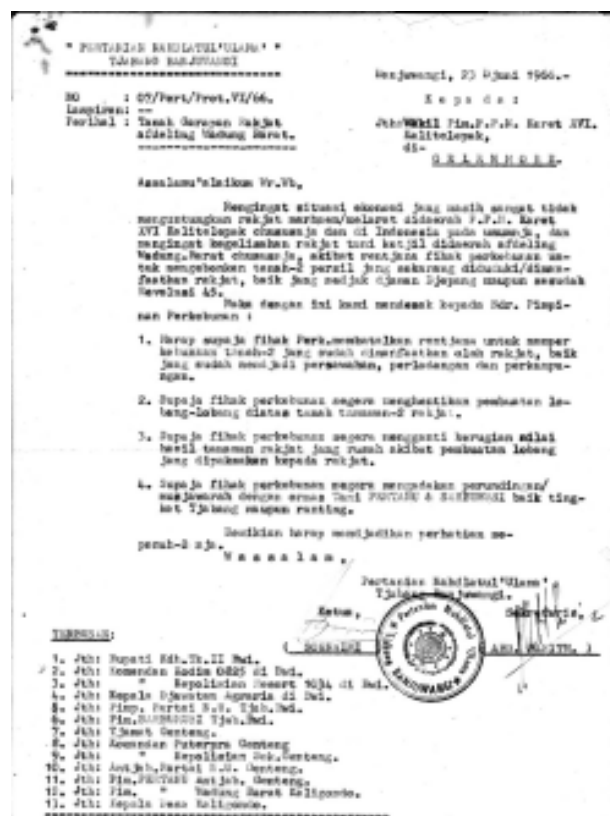 " PERTANIAN NAHDLATUL'ULAMA' "
TJABANG BANJUWANGI
Banjuwangi, 23 Djuni 1966.-
NO : 07/Pert/Prot.VI/66.
Lampiran: --
Perihal : Tanah Garapan Rakjat
afdeling Wadung Barat.
K e p a d a :
Jth: Wakil Pim.P.P.N. Karet XVI.
Kalitelepak,
di-
G E L A N M O R E.
Assalamu'alaikum Wr.Wb,
Mengingat situasi ekonomi jang masih sangat tidak
menguntungkan rakjat marhaen/melarat didaerah P.P.N. Karet
XVI Kalitelepak chususnja dan di Indonesia pada umumnja, dan
mengingat kegelisahan rakjat tani ketjil didaerah afdeling
Wadung.Barat chususnja, akibat rentjana fihak perkebunan un-
tuk mengebonken tanah-2 persil jang sekarang diduduki/diman-
faatkan rakjat, baik jang sedjak djaman Djepang maupun sesudah
Revolusi 45.
Maka dengan ini kami mendesak kepada Sdr. Pimpi-
nan Perkebunan :
1. Harap supaja fihak Perk.membatalkan rentjana untuk memper
kebunkan tanah-2 jang sudah dimanfaatkan oleh rakjat, baik
jang sudah mendjadi persawahan, perladangan dan perkampu-
ngan.
2. Supaja fihak perkebunan segera menghentikan pembuatan lo-
bang-lobang diatas tanah tanaman-2 rakjat.
3. Supaja fihak perkebunan segera mengganti kerugian nilai
hasil tanaman rakjat jang rusak akibat pembuatan lobang
jang dipaksakan kepada rakjat.
4. Supaja fihak perkebunan segera mengadakan perundingan/
musjawarah dengan ormas Tani PERTANU & SARBUMUSI baik ting-
kat Tjabang maupun ranting.
Demikian harap mendjadikan perhatian se-
penuh-2 nja.
W a s s a l a m .
Pertanian Nahdlatul'Ulama'
Tjabang Banjuwangi.
Ketua,
Sekretaris,
TEMBUSAN:
1. Jth: Bupati Kdh.Tk.II Bwi.
2. Jth: Komandan Kodim 0825 di Bwi.
3. Jth: " Kepolisian Resort 1034 di Bwi.
4. Jth: Kepala Djawatan Agraria di Bwi.
5. Jth: Pimp. Partai N.U. Tjab.Bwi.
6. Jth: Pim.SARBUMUSI Tjab.Bwi.
7. Jth: Tjamat Genteng.
8. Jth: Komandan Puterpra Genteng
9. Jth: " Kepolisian Sek.Genteng.
10. Jth: Antjab.Partai N.U. Genteng.
11. Jth: Pim.PERTANU Antjab. Genteng.
12. Jth: Pim. " Wadung Barat Kaligondo.
13. Jth: Kepala Desa Kaligondo.